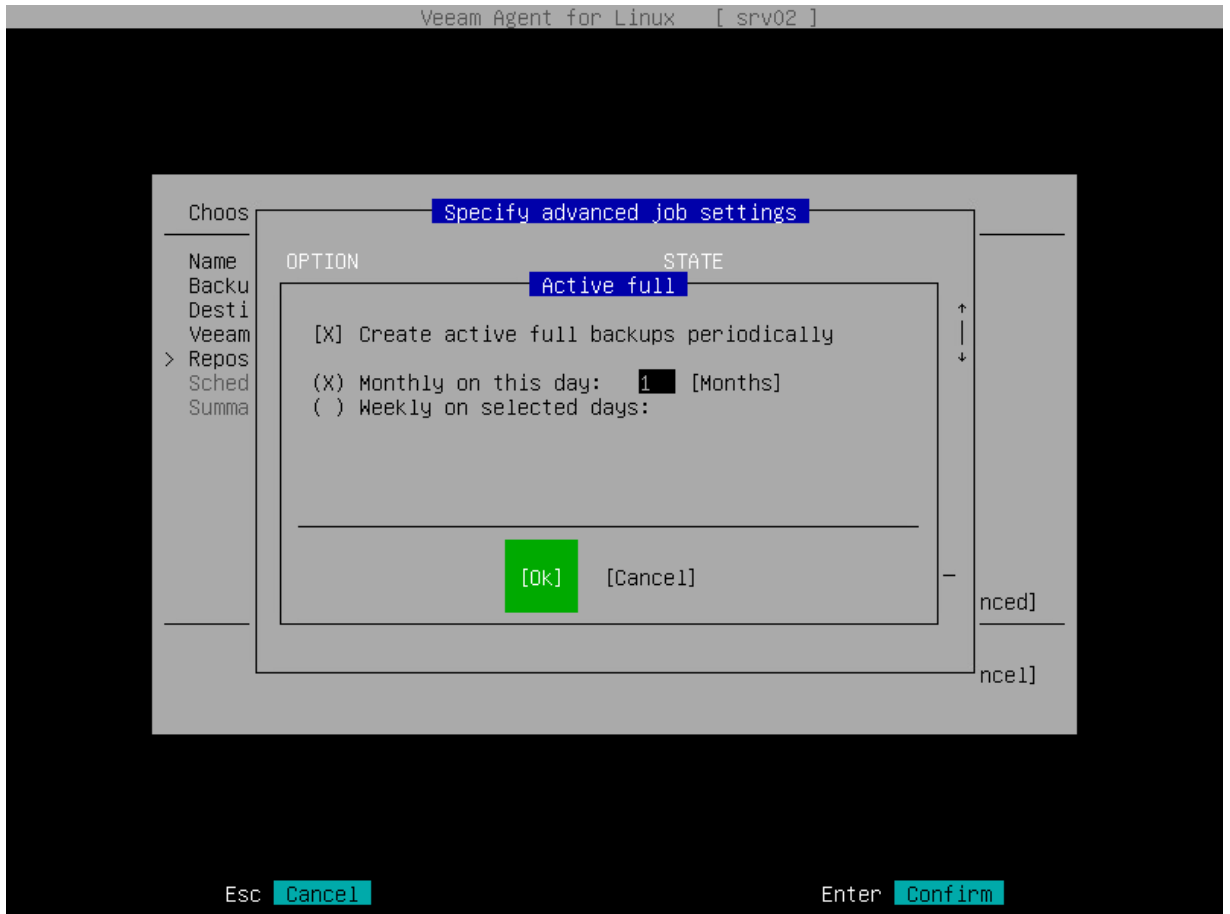 Veeam Agent for Linux [ srv02 ]
Choos
Specify advanced job settings
Name
OPTION STATE
Backu
Active full
Desti
Veeam
[X] Create active full backups periodically
> Repos
Sched
(X) Monthly on this day: 1 [Months]
Summa
( ) Weekly on selected days:
[Ok] [Cancel]
nced]
ncel]
Esc Cancel Enter Confirm